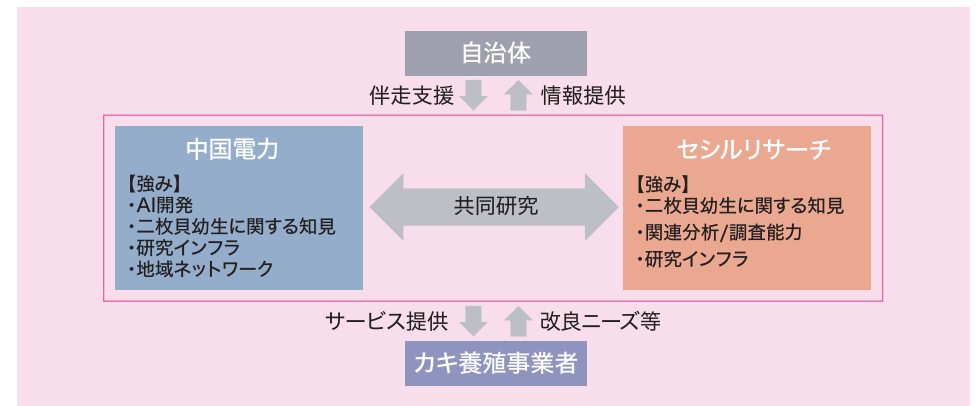 自治体
伴走支援 情報提供
中国電力
【強み】
・AI開発
・二枚貝幼生に関する知見
・研究インフラ
・地域ネットワーク
共同研究
セシルリサーチ
【強み】
・二枚貝幼生に関する知見
・関連分析/調査能力
・研究インフラ
サービス提供 改良ニーズ等
カキ養殖事業者